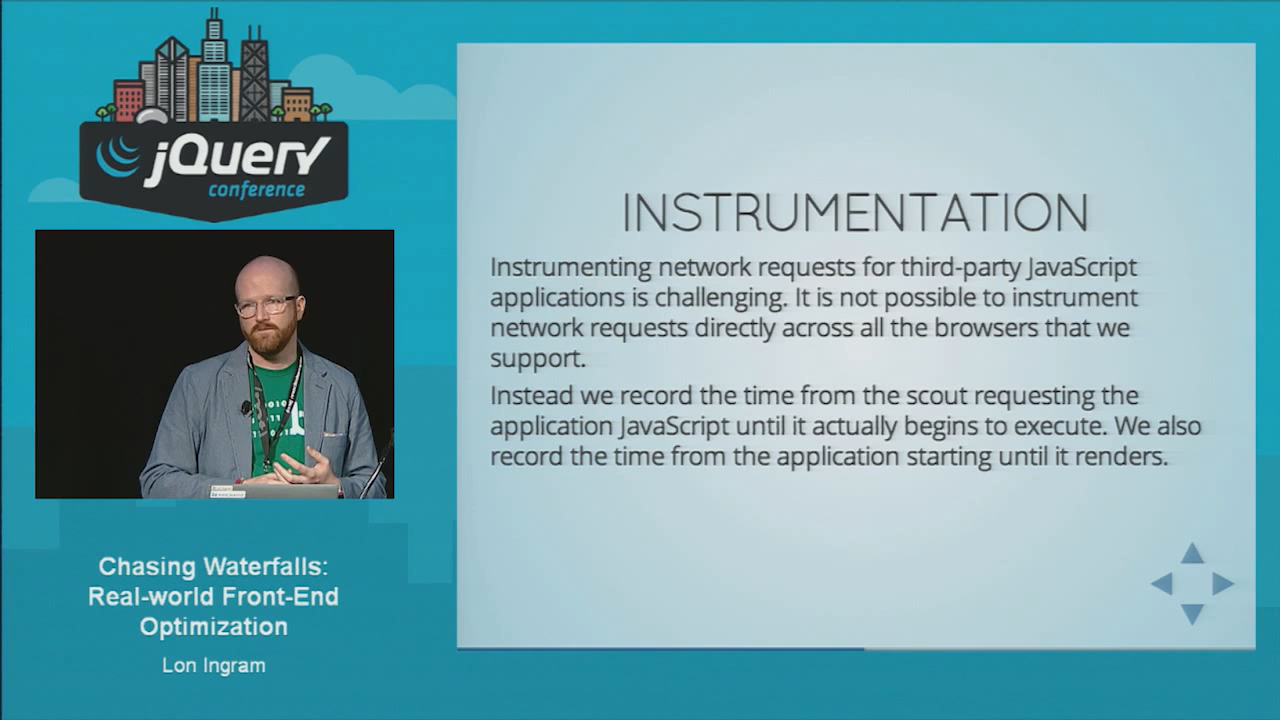 jQuery
conference
INSTRUMENTATION
Instrumenting network requests for third-party JavaScript
applications is challenging. It is not possible to instrument
network requests directly across all the browsers that we
support.
Instead we record the time from the scout requesting the
application JavaScript until it actually begins to execute. We also
record the time from the application starting until it renders.
Chasing Waterfalls:
Real-world Front-End
Optimization
Lon Ingram